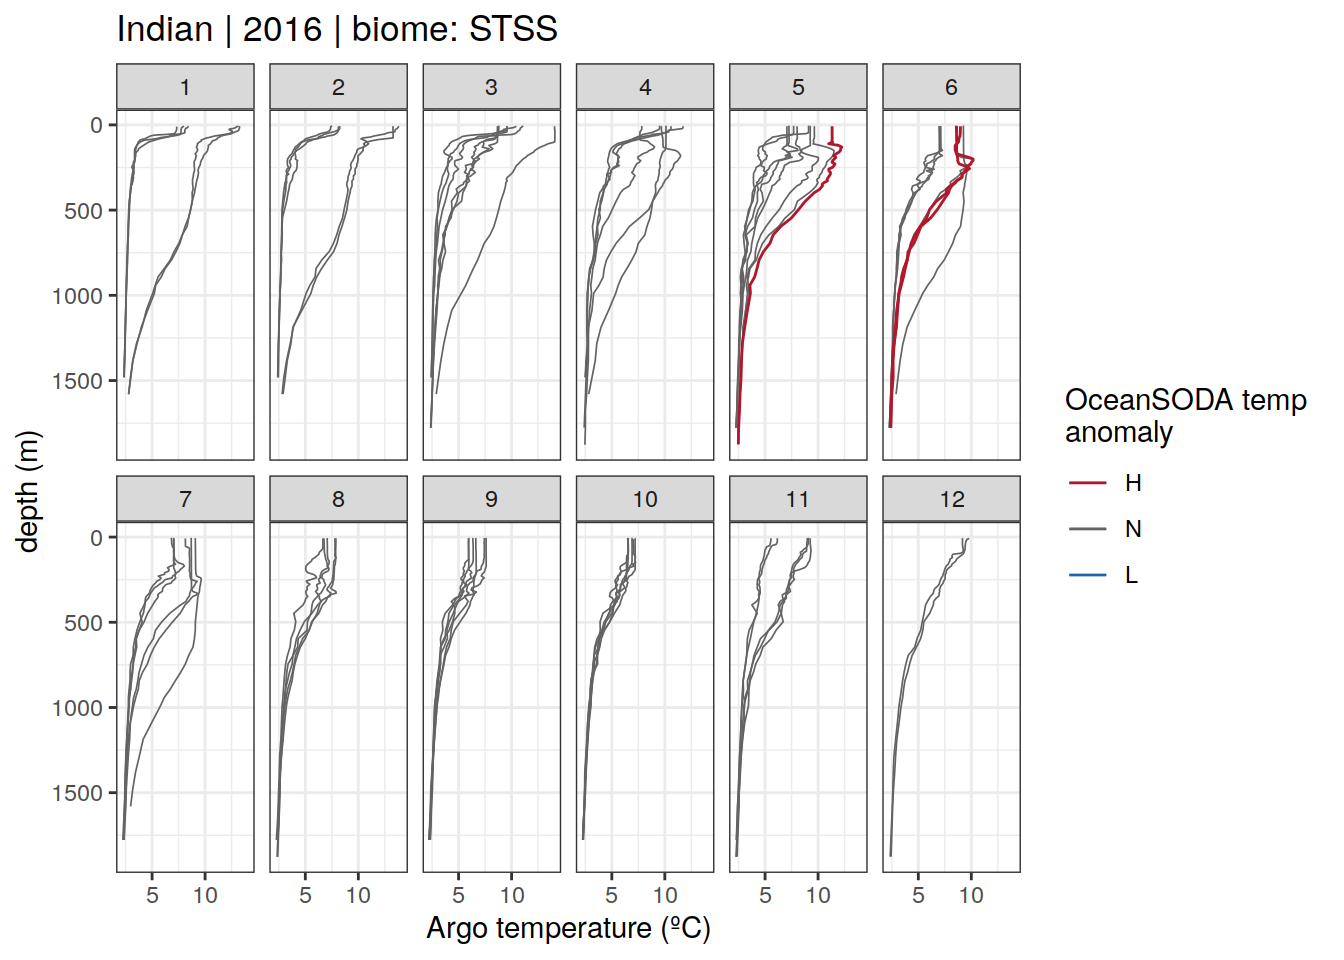 Indian | 2016 | biome: STSS
1 2 3 4 5 6
0
500
1000
1500
7 8 9 10 11 12
0
500
1000
1500
5 10 5 10 5 10 5 10 5 10 5 10
Argo temperature (ºC)
depth (m)
OceanSODA temp
anomaly
H
N
L